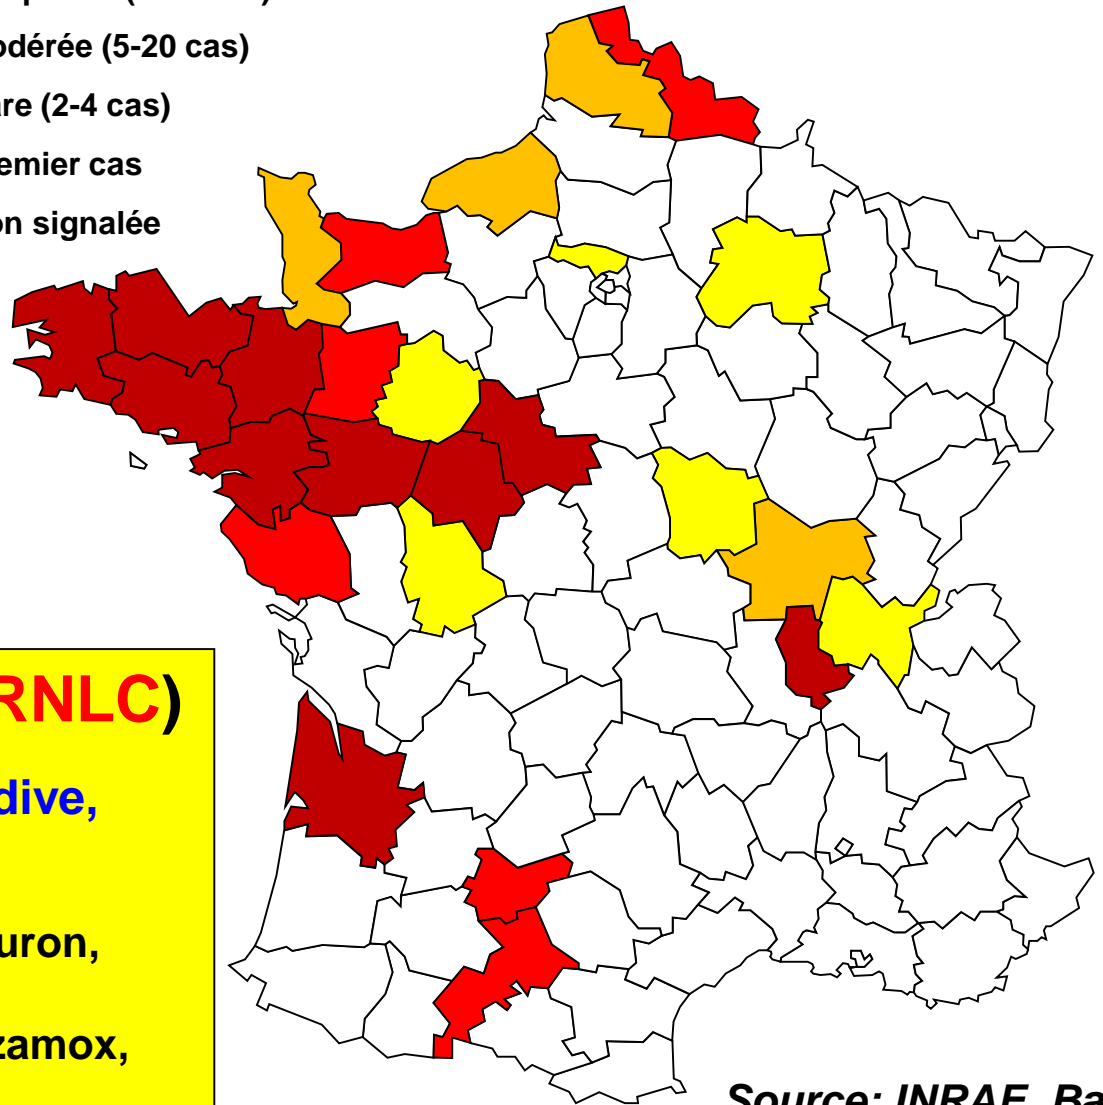 odérée (5-20 cas)
are (2-4 cas)
emier cas
on signalée
RNLC)
dive,
uron,
zamox,
Source: INRAE, Ba